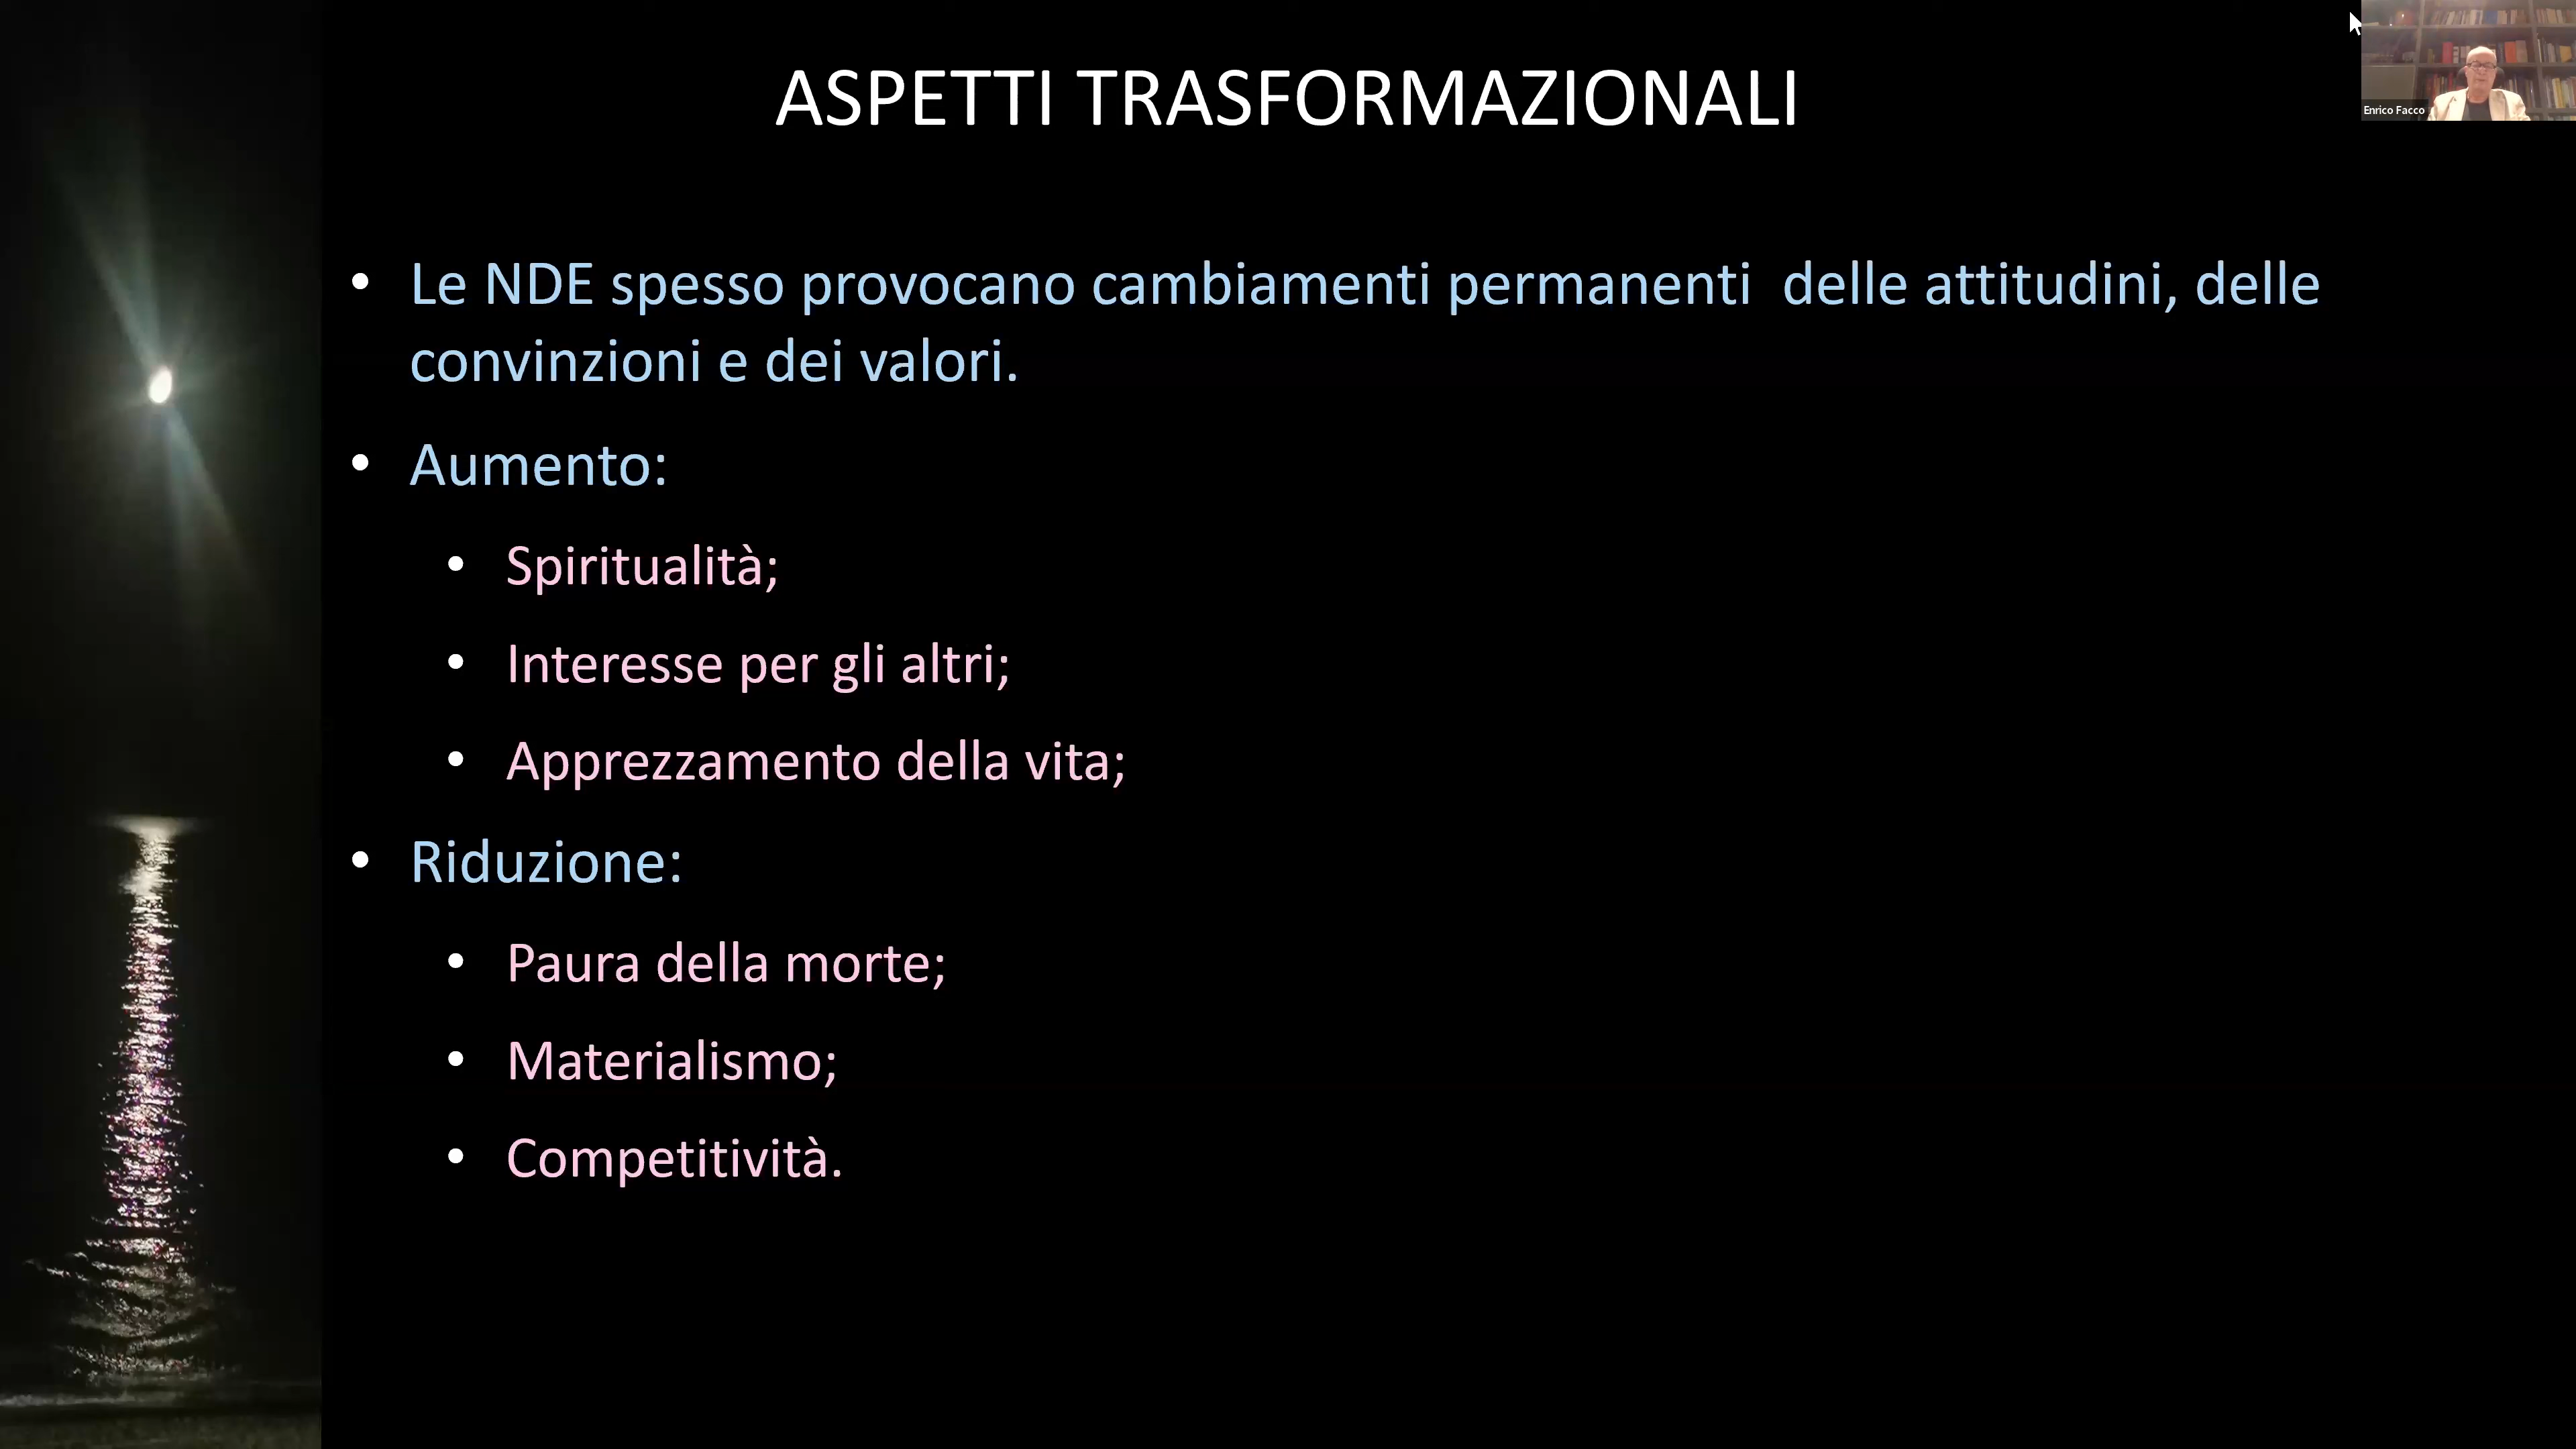 ASPETTI TRASFORMAZIONALI
Enrico Facco
• Le NDE spesso provocano cambiamenti permanenti  delle attitudini, delle
convinzioni e dei valori.
• Aumento:
• Spiritualità;
• Interesse per gli altri;
• Apprezzamento della vita;
• Riduzione:
• Paura della morte;
• Materialismo;
• Competitività.